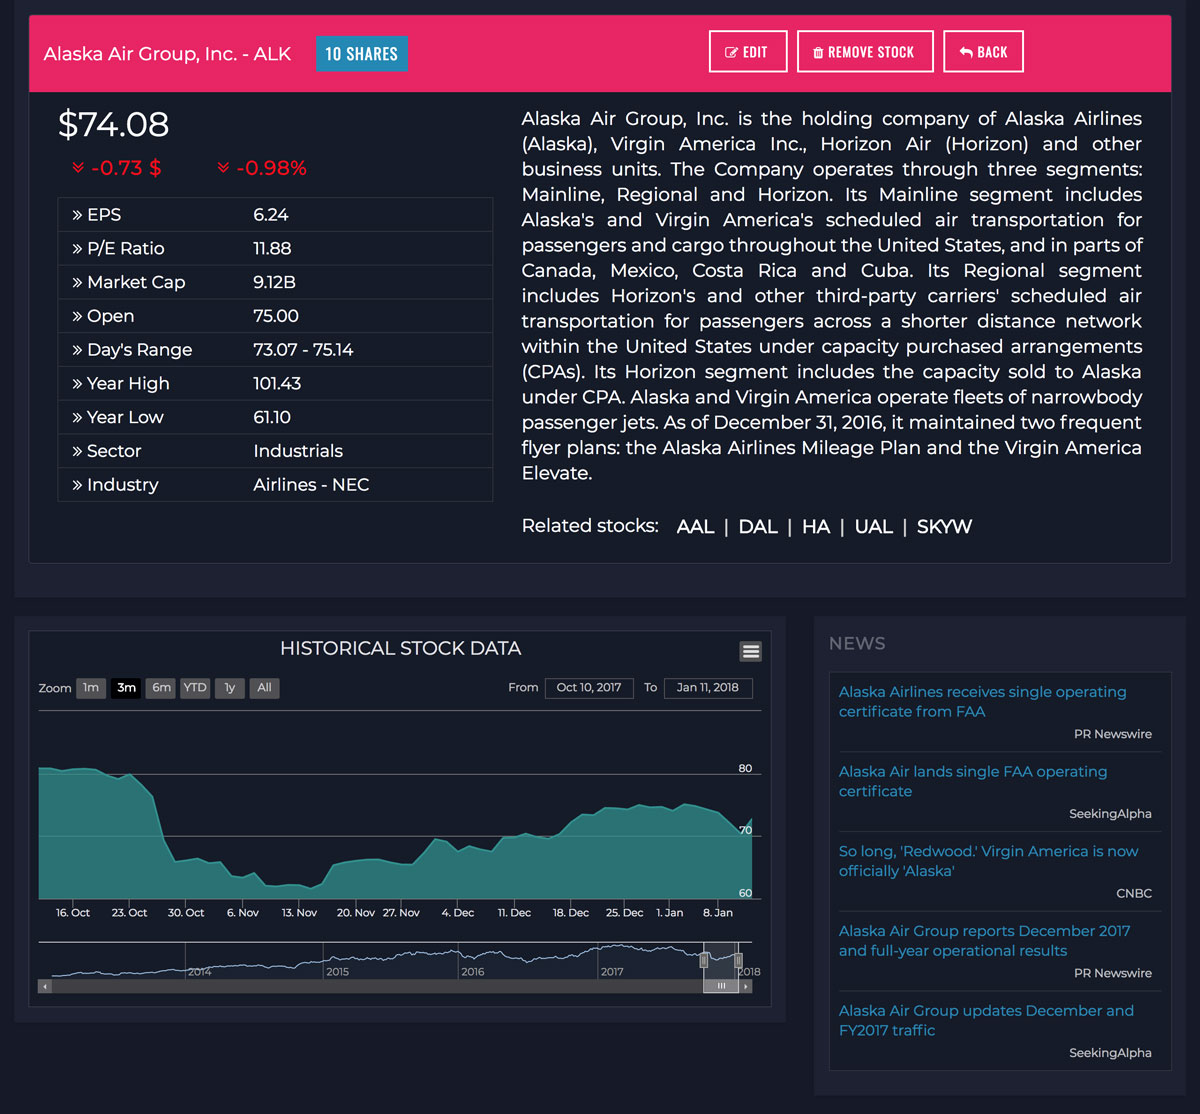 Alaska Air Group, Inc. - ALK
10 SHARES
EDIT
REMOVE STOCK
BACK
$74.08
-0.73 $
-0.98%
» EPS 6.24
» P/E Ratio 11.88
» Market Cap 9.12B
» Open 75.00
» Day's Range 73.07 - 75.14
» Year High 101.43
» Year Low 61.10
» Sector Industrials
» Industry Airlines - NEC
Alaska Air Group, Inc. is the holding company of Alaska Airlines
(Alaska), Virgin America Inc., Horizon Air (Horizon) and other
business units. The Company operates through three segments:
Mainline, Regional and Horizon. Its Mainline segment includes
Alaska's and Virgin America's scheduled air transportation for
passengers and cargo throughout the United States, and in parts of
Canada, Mexico, Costa Rica and Cuba. Its Regional segment
includes Horizon's and other third-party carriers' scheduled air
transportation for passengers across a shorter distance network
within the United States under capacity purchased arrangements
(CPAs). Its Horizon segment includes the capacity sold to Alaska
under CPA. Alaska and Virgin America operate fleets of narrowbody
passenger jets. As of December 31, 2016, it maintained two frequent
flyer plans: the Alaska Airlines Mileage Plan and the Virgin America
Elevate.
Related stocks: AAL | DAL | HA | UAL | SKYW
HISTORICAL STOCK DATA
Zoom 1m 3m 6m YTD 1y All
From Oct 10, 2017 To Jan 11, 2018
80
70
60
16. Oct 23. Oct 30. Oct 6. Nov 13. Nov 20. Nov 27. Nov 4. Dec 11. Dec 18. Dec 25. Dec 1. Jan 8. Jan
2014 2015 2016 2017 2018
NEWS
Alaska Airlines receives single operating
certificate from FAA
PR Newswire
Alaska Air lands single FAA operating
certificate
SeekingAlpha
So long, 'Redwood.' Virgin America is now
officially 'Alaska'
CNBC
Alaska Air Group reports December 2017
and full-year operational results
PR Newswire
Alaska Air Group updates December and
FY2017 traffic
SeekingAlpha